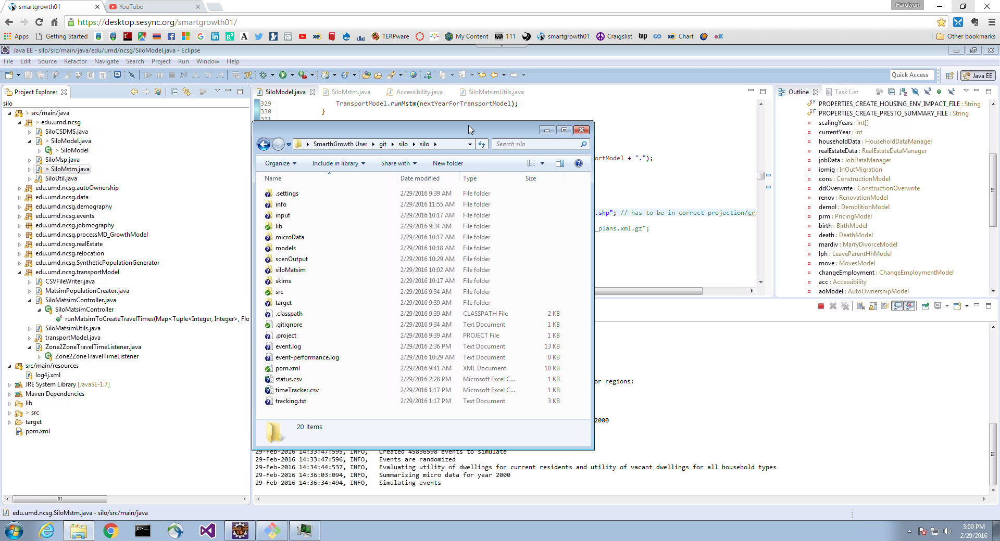 smartgrowth01
YouTube
Harutyun
https://desktop.sesync.org/smartgrowth01/
Apps
Getting Started
TERPware
My Content
111
smartgrowth01
Craigslist
Chart
Other bookmarks
Java EE - silo/src/main/java/edu/umd/ncsg/SiloModel.java - Eclipse
File Edit Source Refactor Navigate Search Project Run Window Help
Quick Access
Java EE
Project Explorer
silo
> src/main/java
> edu.umd.ncsg
SiloCSDMS.java
> SiloModel.java
> SiloModel
SiloMsp.java
> SiloMstm.java
SiloUtil.java
edu.umd.ncsg.autoOwnership
edu.umd.ncsg.data
edu.umd.ncsg.demography
edu.umd.ncsg.events
edu.umd.ncsg.jobmography
edu.umd.ncsg.processMD_GrowthModel
edu.umd.ncsg.realEstate
edu.umd.ncsg.relocation
edu.umd.ncsg.SyntheticPopulationGenerator
edu.umd.ncsg.transportModel
CSVFileWriter.java
MatsimPopulationCreator.java
SiloMatsimController.java
SiloMatsimController
runMatsimToCreateTravelTimes(Map<Tuple<Integer, Integer>, Flo
SiloMatsimUtils.java
transportModel.java
Zone2ZoneTravelTimeListener.java
Zone2ZoneTravelTimeListener
src/main/resources
log4j.xml
JRE System Library [JavaSE-1.7]
Maven Dependencies
lib
> src
target
pom.xml
SiloModel.java
SiloMstm.java
Accessibility.java
SiloMatsimUtils.java
329 TransportModel.runMstm(nextYearForTransportModel);
330 }
331
ortModel + ".");
.shp"; // has to be in correct projection/cr
_plans.xml.gz";
SmarthGrowth User git silo silo
Search silo
Organize Include in library Share with New folder
Name Date modified Type Size
.settings 2/29/2016 9:39 AM File folder
info 2/29/2016 11:55 AM File folder
input 2/29/2016 10:17 AM File folder
lib 2/29/2016 9:34 AM File folder
microData 2/29/2016 10:17 AM File folder
models 2/29/2016 10:18 AM File folder
scenOutput 2/29/2016 10:29 AM File folder
siloMatsim 2/29/2016 10:02 AM File folder
skims 2/29/2016 10:17 AM File folder
src 2/29/2016 9:34 AM File folder
target 2/29/2016 9:39 AM File folder
.classpath 2/29/2016 9:39 AM CLASSPATH File 2 KB
.gitignore 2/29/2016 9:34 AM Text Document 1 KB
.project 2/29/2016 9:39 AM PROJECT File 1 KB
event.log 2/29/2016 2:36 PM Text Document 13 KB
event-performance.log 2/29/2016 10:29 AM Text Document 0 KB
pom.xml 2/29/2016 9:41 AM XML Document 10 KB
status.csv 2/29/2016 2:28 PM Microsoft Excel C... 1 KB
timeTracker.csv 2/29/2016 1:17 PM Microsoft Excel C... 1 KB
tracking.txt 2/29/2016 1:17 PM Text Document 3 KB
20 items
Outline
Task List
PROPERTIES_CREATE_HOUSING_ENV_IMPACT_FILE : String
PROPERTIES_CREATE_PRESTO_SUMMARY_FILE : String
scalingYears : int[]
currentYear : int
householdData : HouseholdDataManager
realEstateData : RealEstateDataManager
jobData : JobDataManager
iomig : InOutMigration
cons : ConstructionModel
ddOverwrite : ConstructionOverwrite
renov : RenovationModel
demol : DemolitionModel
prm : PricingModel
birth : BirthModel
death : DeathModel
mardiv : MarryDivorceModel
lph : LeaveParentHhModel
move : MovesModel
changeEmployment : ChangeEmploymentModel
acc : Accessibility
aoModel : AutoOwnershipModel
or regions:
2000
29-Feb-2016 14:33:47:595, INFO, Created 45836598 events to simulate
29-Feb-2016 14:33:47:596, INFO, Events are randomized
29-Feb-2016 14:34:44:537, INFO, Evaluating utility of dwellings for current residents and utility of vacant dwellings for all household types
29-Feb-2016 14:36:03:094, INFO, Summarizing micro data for year 2000
29-Feb-2016 14:36:34:494, INFO, Simulating events
edu.umd.ncsg.SiloMstm.java - silo/src/main/java
3:09 PM
2/29/2016